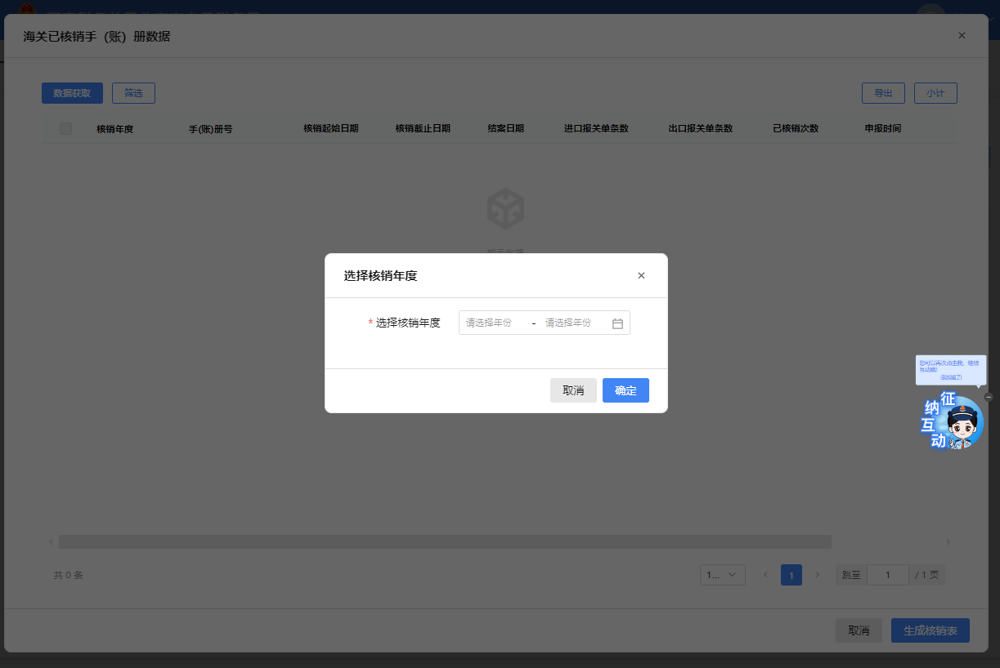 海关已核销手（账）册数据
数据获取 筛选 导出 小计
核销年度 手(账)册号 核销起始日期 核销截止日期 结案日期 进口报关单条数 出口报关单条数 已核销次数 申报时间
选择核销年度
* 选择核销年度 请选择年份 - 请选择年份
取消 确定
您可以再次点击我，继续
互动哦!
(我知道了)
征纳互动
共 0 条 1... 1 跳至 1 / 1 页
取消 生成核销表